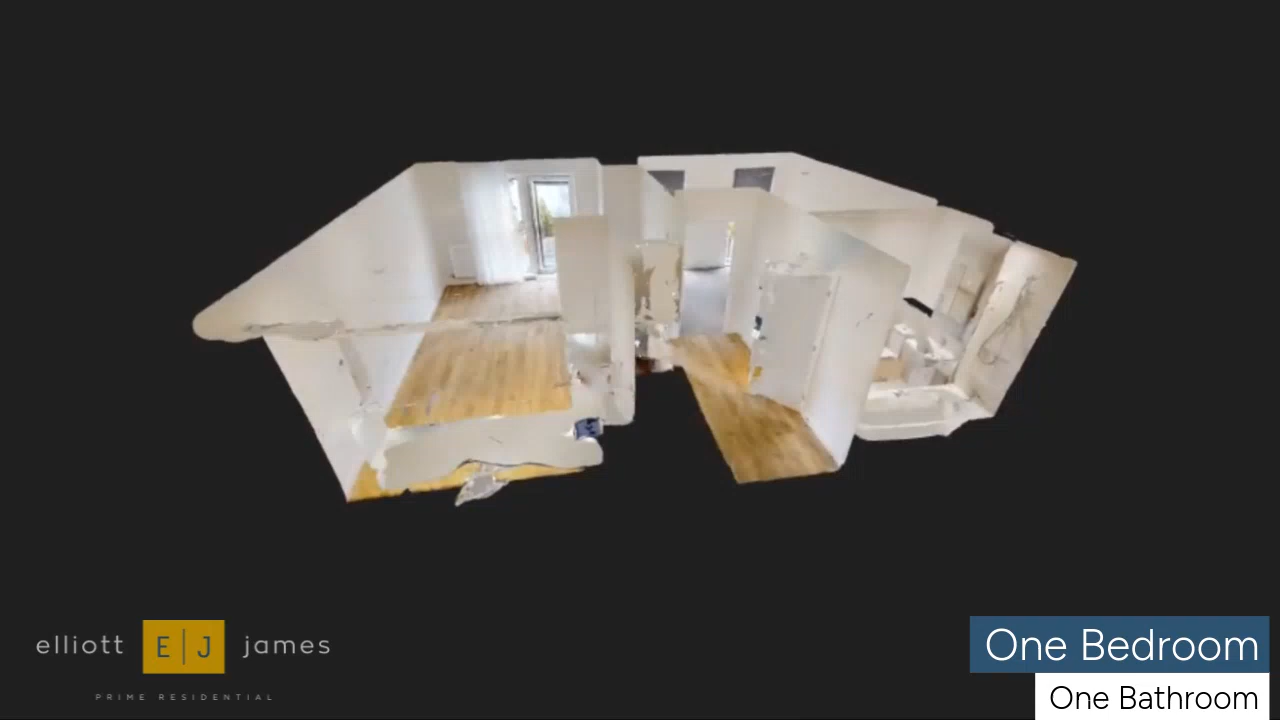 elliott E|J james
PRIME RESIDENTIAL
One Bedroom
One Bathroom